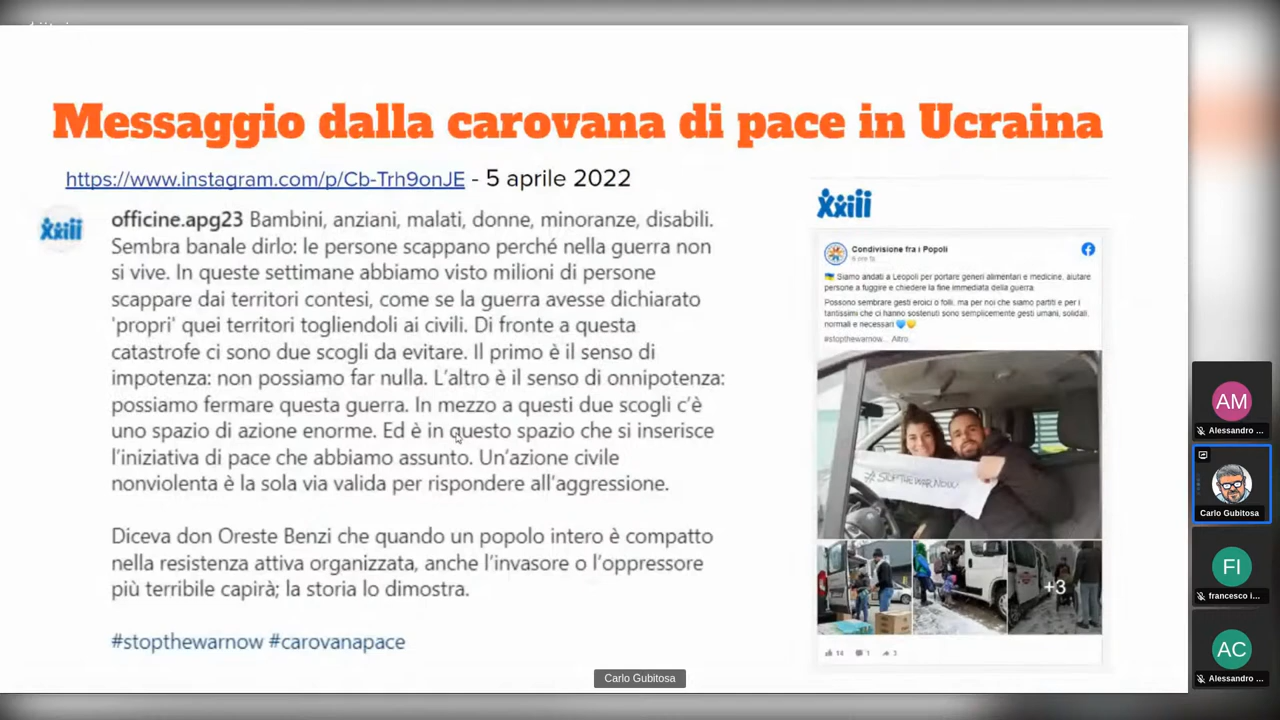 Messaggio dalla carovana di pace in Ucraina
https://www.instagram.com/p/Cb-Trh9onJE - 5 aprile 2022
xxiii
officine.apg23 Bambini, anziani, malati, donne, minoranze, disabili.
Sembra banale dirlo: le persone scappano perché nella guerra non
si vive. In queste settimane abbiamo visto milioni di persone
scappare dai territori contesi, come se la guerra avesse dichiarato
'propri' quei territori togliendoli ai civili. Di fronte a questa
catastrofe ci sono due scogli da evitare. Il primo è il senso di
impotenza: non possiamo far nulla. L'altro è il senso di onnipotenza:
possiamo fermare questa guerra. In mezzo a questi due scogli c'è
uno spazio di azione enorme. Ed è in questo spazio che si inserisce
l'iniziativa di pace che abbiamo assunto. Un'azione civile
nonviolenta è la sola via valida per rispondere all'aggressione.
Diceva don Oreste Benzi che quando un popolo intero è compatto
nella resistenza attiva organizzata, anche l'invasore o l'oppressore
più terribile capirà; la storia lo dimostra.
#stopthewarnow #carovanapace
xxiii
Condivisione fra i Popoli
Siamo andati a Leopoli per portare generi alimentari e medicine, aiutare
persone a fuggire e chiedere la fine immediata della guerra
Possono sembrare gesti eroici o folli, ma per noi che siamo partiti e per i
tantissimi che ci hanno sostenuti sono semplicemente gesti umani, solidali,
normali e necessari
#stopthewarnow... Altro
#STOPTHEWARNOW!
+3
14 1 3
Carlo Gubitosa
AM
Alessandro ...
Carlo Gubitosa
FI
francesco i...
AC
Alessandro ...